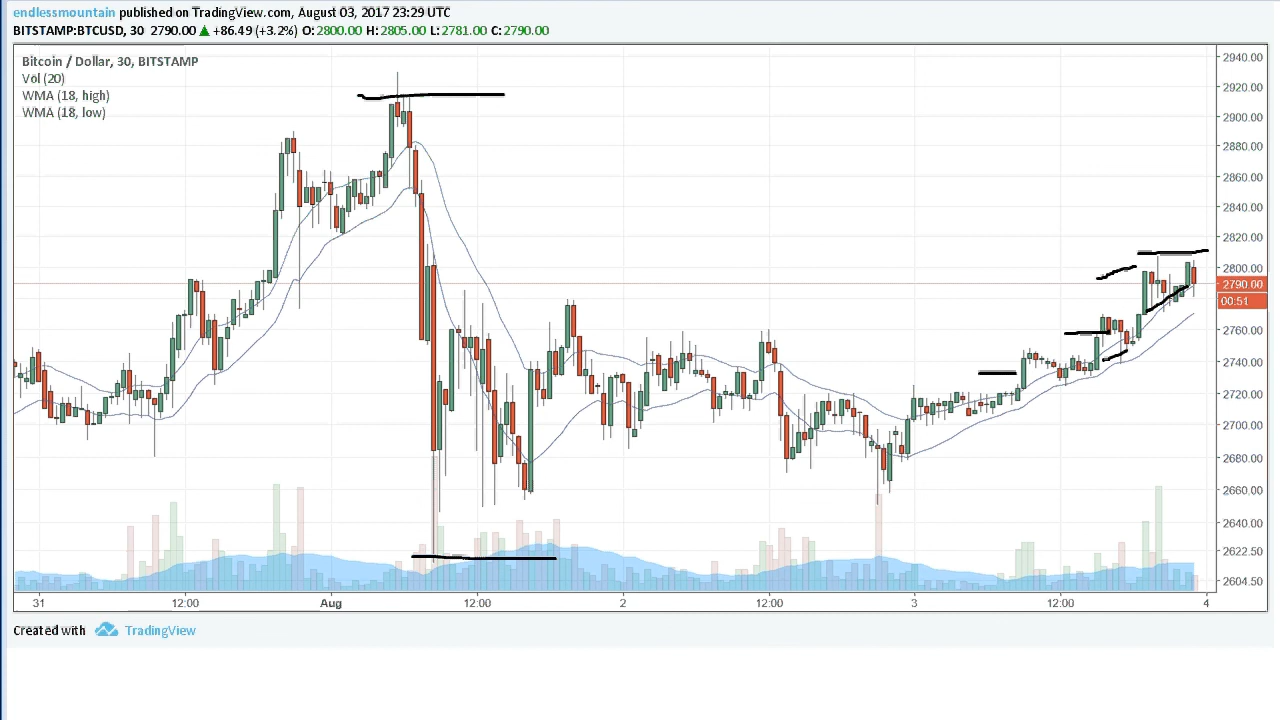 endlessmountain published on TradingView.com, August 03, 2017 23:29 UTC
BITSTAMP:BTCUSD, 30 2790.00 ▲ +86.49 (+3.2%) O:2800.00 H:2805.00 L:2781.00 C:2790.00
Bitcoin / Dollar, 30, BITSTAMP
Vol (20)
WMA (18, high)
WMA (18, low)
2940.00
2920.00
2900.00
2880.00
2860.00
2840.00
2820.00
2800.00
2790.00
00:51
2760.00
2740.00
2720.00
2700.00
2680.00
2660.00
2640.00
2622.50
2604.50
31 12:00 Aug 12:00 2 12:00 3 12:00 4
Created with TradingView